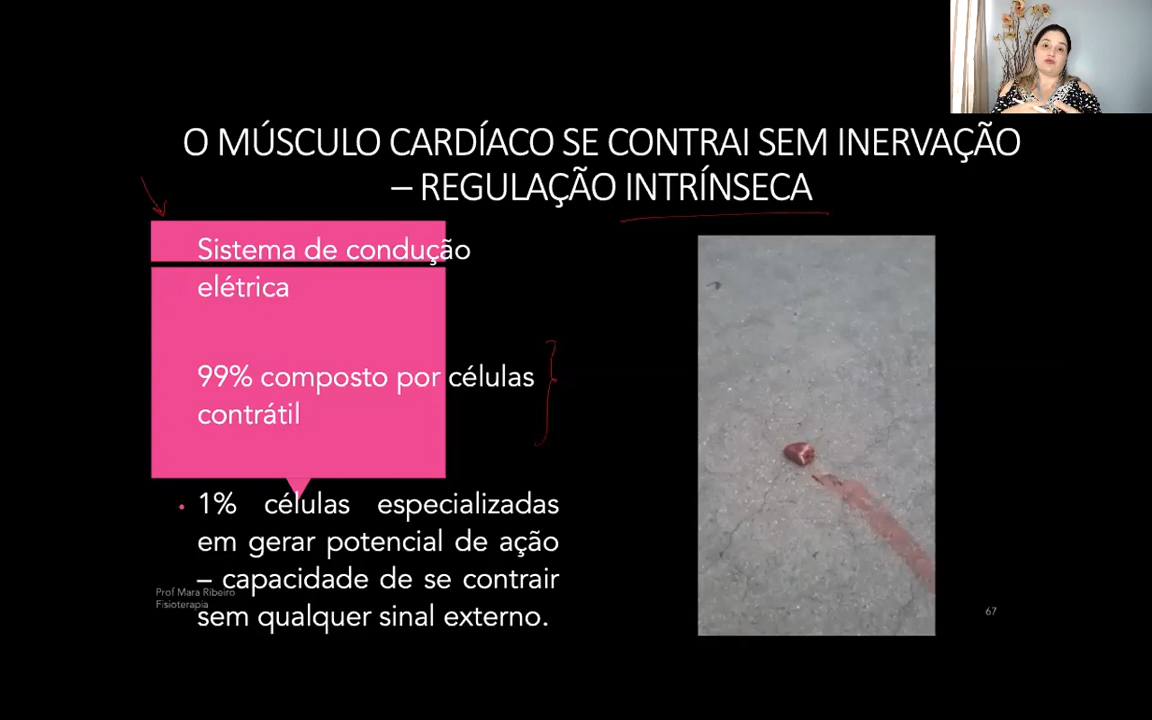 O MÚSCULO CARDÍACO SE CONTRAI SEM INERVAÇÃO
– REGULAÇÃO INTRÍNSECA
Sistema de condução
elétrica
99% composto por células
contrátil
• 1% células especializadas
em gerar potencial de ação
– capacidade de se contrair
sem qualquer sinal externo.
Prof Mara Ribeiro
Fisioterapia
67